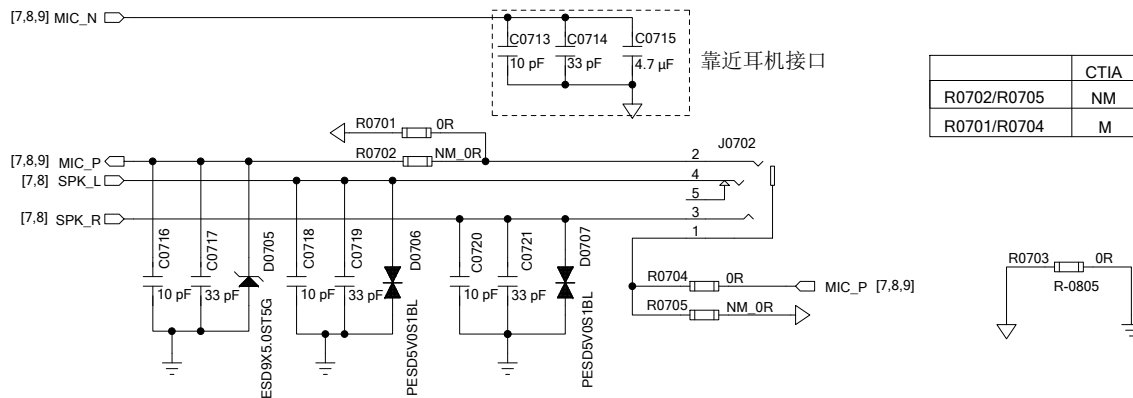 [7,8,9] MIC_N
C0713
C0714
C0715
10 pF
33 pF
4.7 µF
靠近耳机接口
CTIA
R0702/R0705 NM
R0701/R0704 M
R0701 0R
R0702 NM_0R
J0702
[7,8,9] MIC_P
[7,8] SPK_L
[7,8] SPK_R
2
4
5
3
1
C0716
C0717
D0705
C0718
C0719
D0706
C0720
C0721
D0707
10 pF
33 pF
ESD9X5.0ST5G
10 pF
33 pF
PESD5V0S1BL
10 pF
33 pF
PESD5V0S1BL
R0704 0R
MIC_P [7,8,9]
R0705 NM_0R
R0703 0R
R-0805